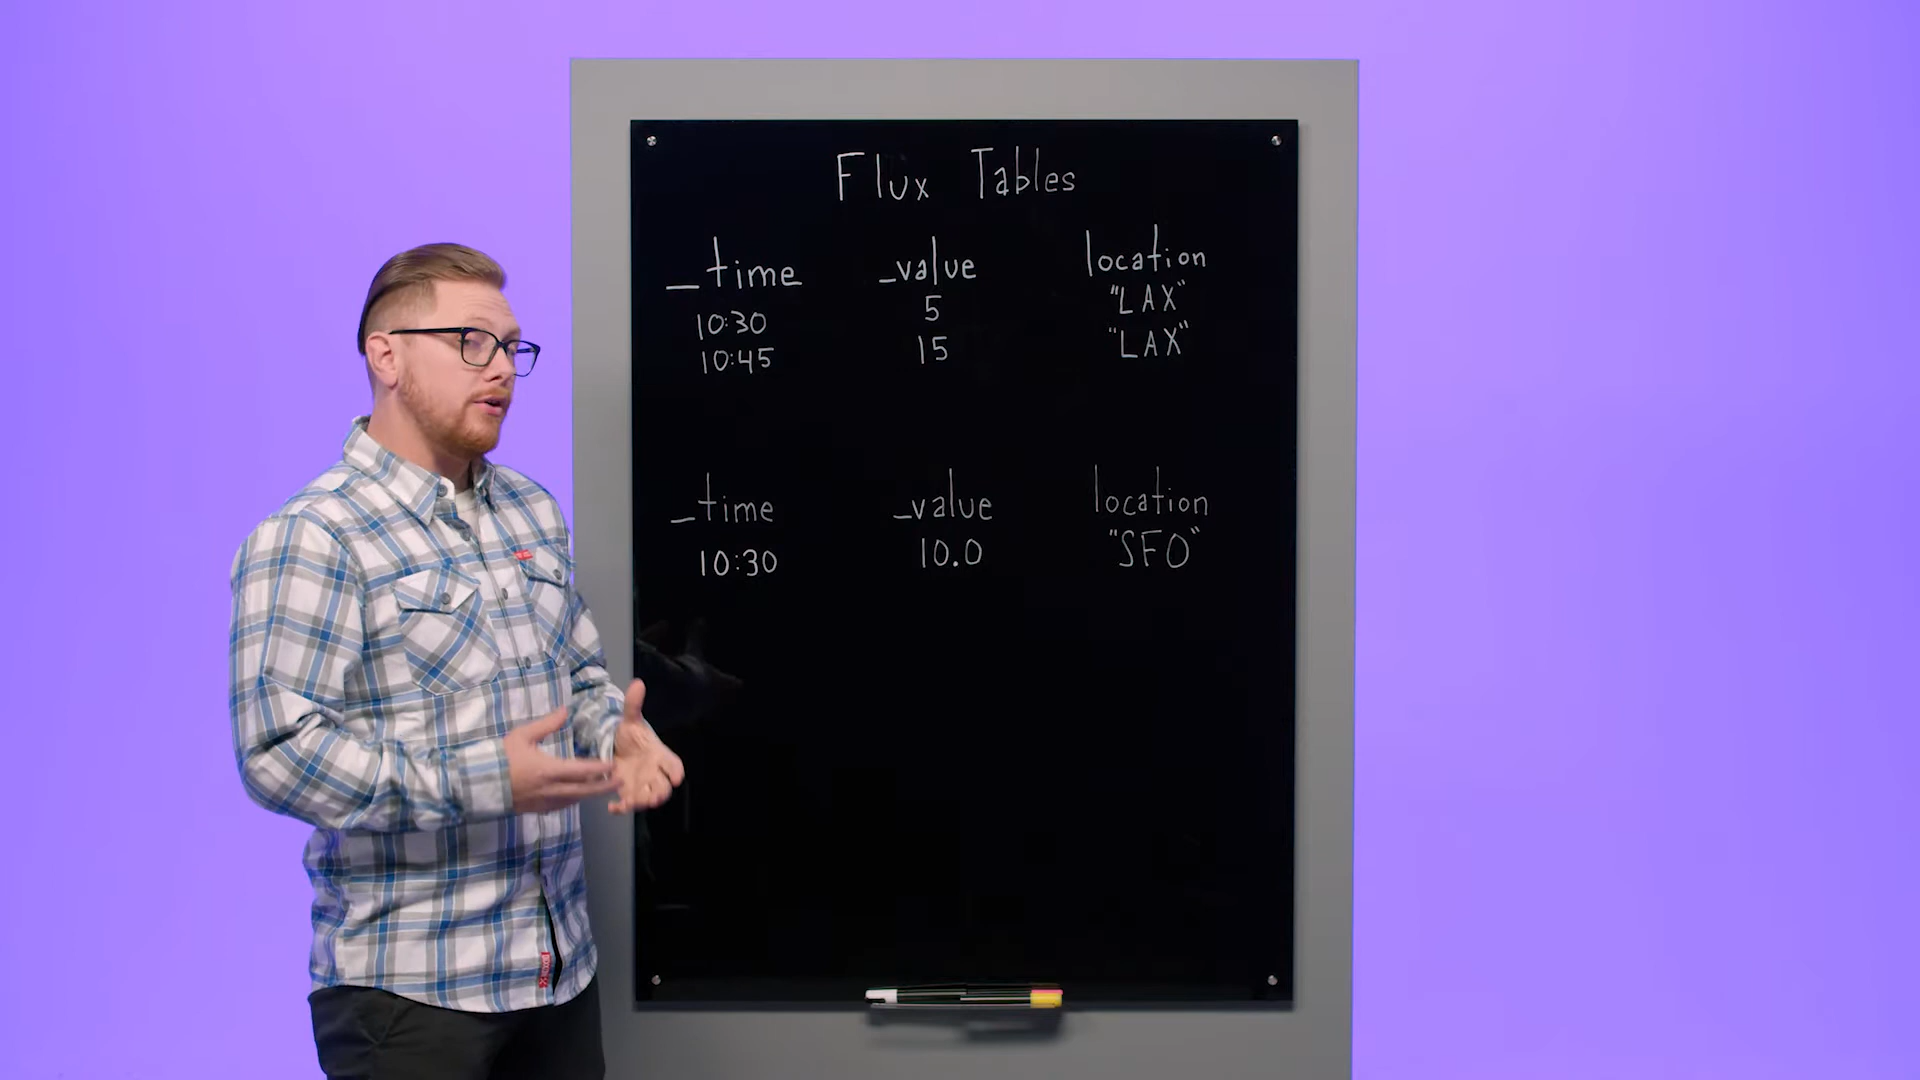 Flux Tables
_time _value location
10:30 5 "LAX"
10:45 15 "LAX"
_time _value location
10:30 10.0 "SFO"